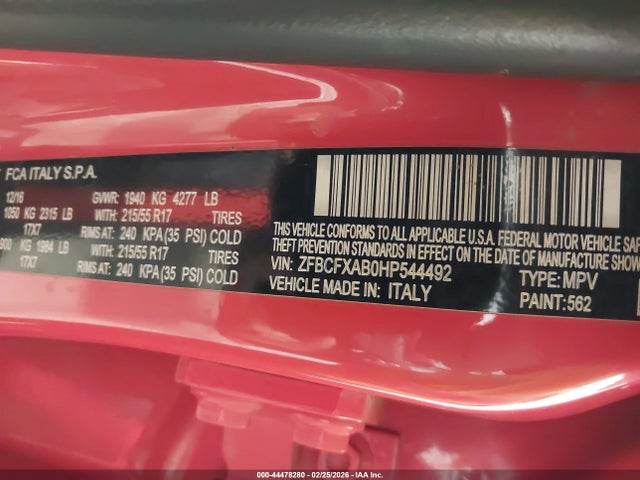 FCA ITALY S.P.A.
12/16 GVWR: 1940 KG 4277 LB
1050 KG 2315 LB WITH: 215/55 R17 TIRES
17X7 RIMS AT: 240 KPA(35 PSI) COLD
900 KG 1984 LB WITH: 215/55 R17 TIRES
17X7 RIMS AT: 240 KPA(35 PSI) COLD
THIS VEHICLE CONFORMS TO ALL APPLICABLE U.S.A. FEDERAL MOTOR VEHICLE
THEFT PREVENTION STANDARDS IN EFFECT ON THE DATE OF MANUFACTURE SHOWN
VIN: ZFBCFXAB0HP544492 TYPE: MPV
VEHICLE MADE IN: ITALY PAINT: 562
000-44478280 - 02/25/2026 - IAA Inc.